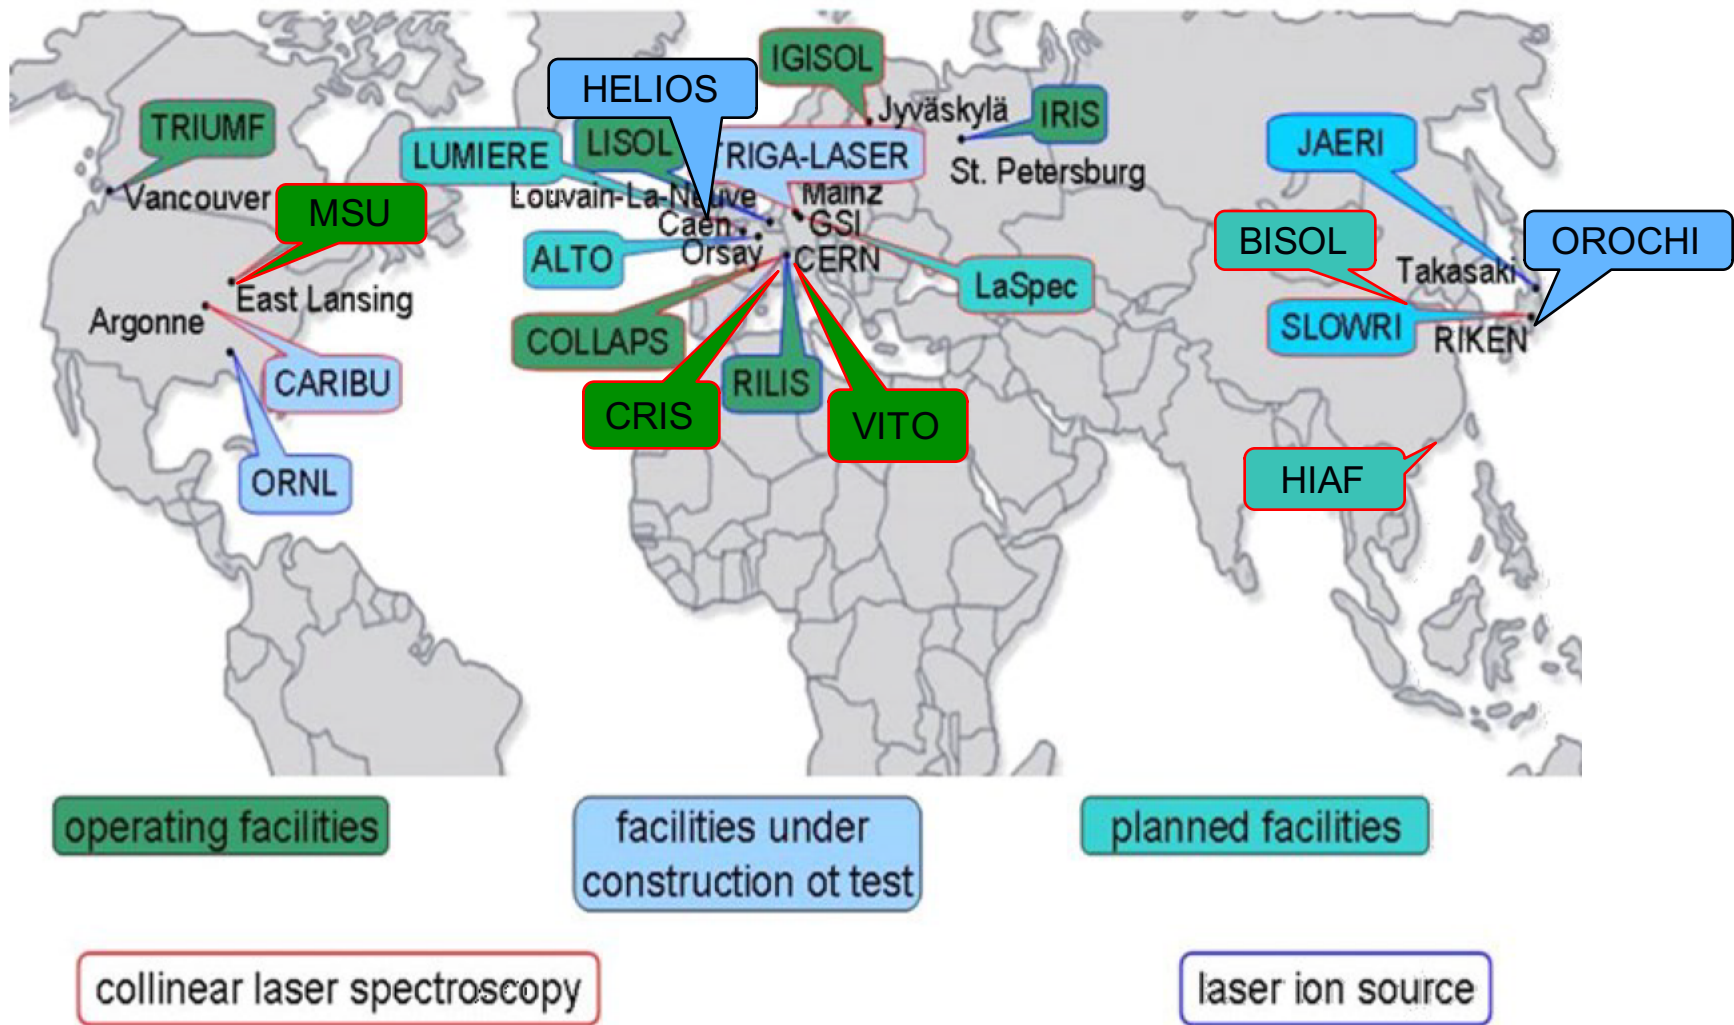 IGISOL
HELIOS
Jyväskylä
IRIS
TRIUMF
LUMIERE
LISOL
TRIGA-LASER
JAERI
St. Petersburg
Vancouver
MSU
Louvain-La-Neuve
Mainz
Caen
GSI
Orsay
ALTO
CERN
BISOL
OROCHI
Takasaki
LaSpec
East Lansing
Argonne
COLLAPS
SLOWRI
RIKEN
CARIBU
RILIS
CRIS
VITO
ORNL
HIAF
operating facilities
facilities under
construction ot test
planned facilities
collinear laser spectroscopy
laser ion source